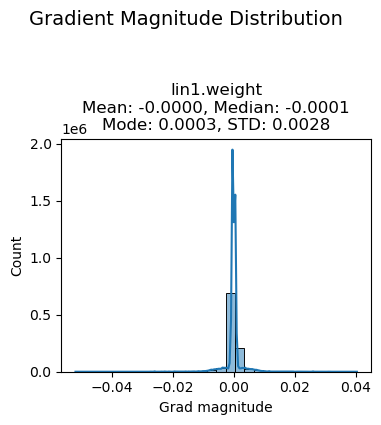 Gradient Magnitude Distribution
lin1.weight
Mean: -0.0000, Median: -0.0001
Mode: 0.0003, STD: 0.0028
1e6
2.0
1.5
1.0
0.5
0.0
Count
−0.04 −0.02 0.00 0.02 0.04
Grad magnitude